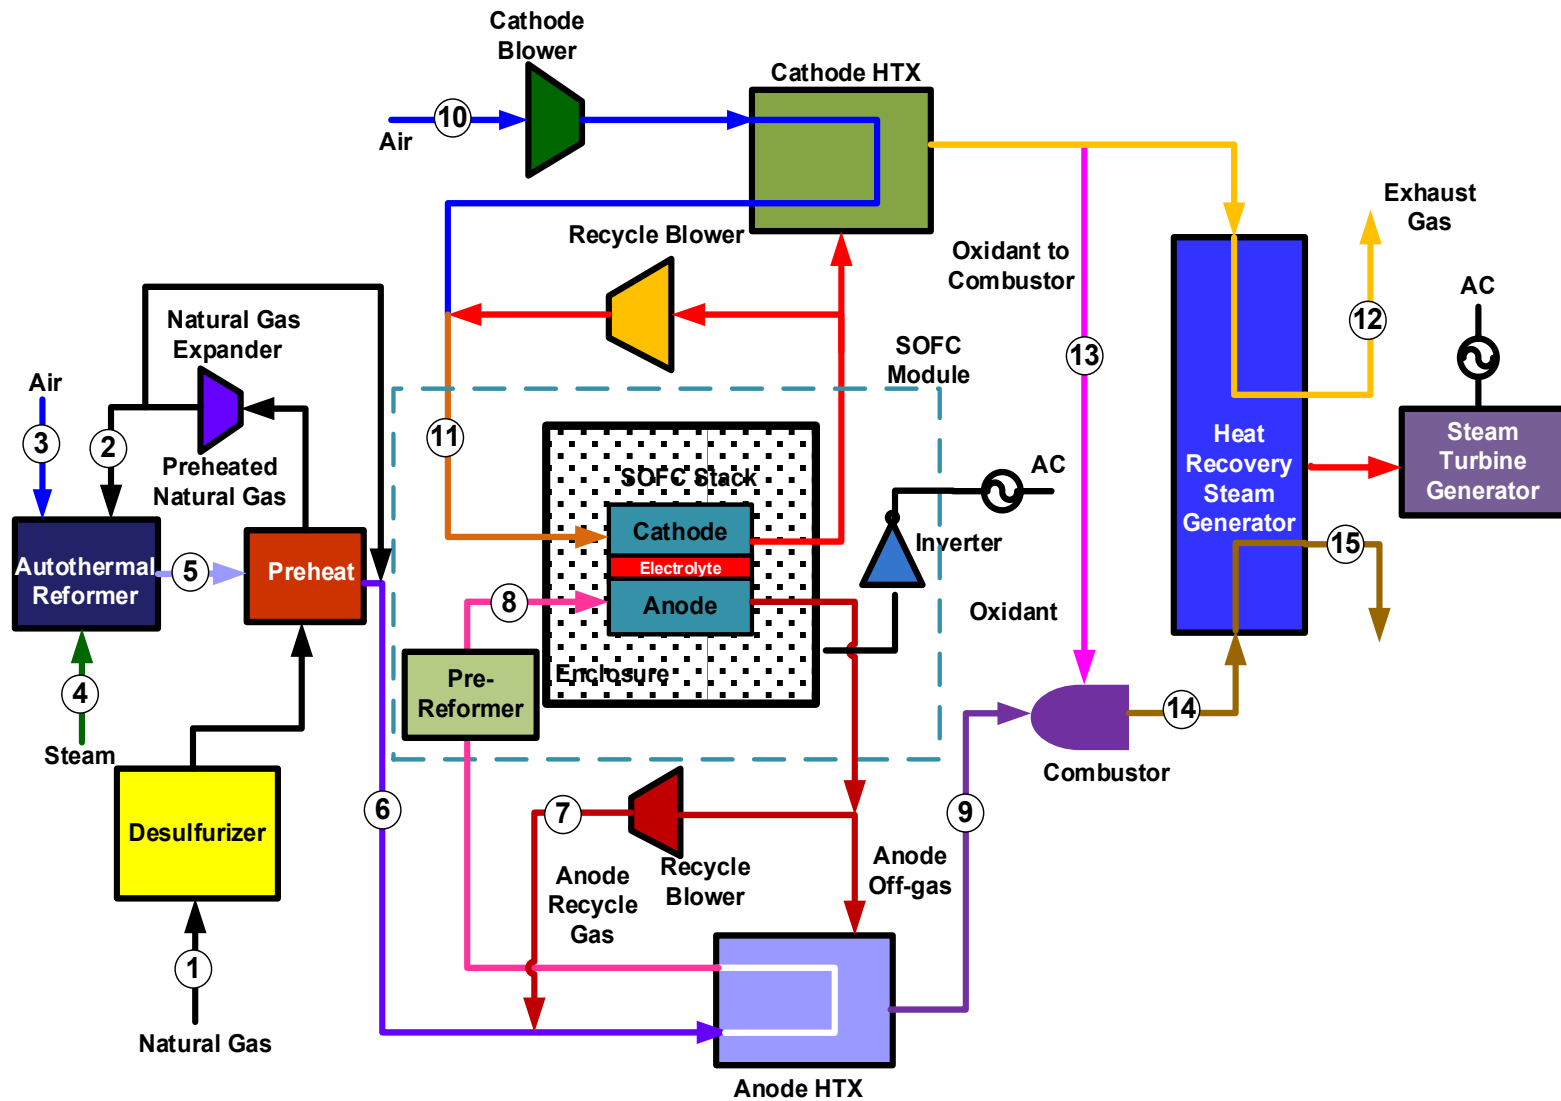 Cathode
Blower
Cathode HTX
10
Air
Recycle Blower
Oxidant to
Combustor
Exhaust
Gas
AC
12
13
Natural Gas
Expander
SOFC
Module
Air
3
2
11
Preheated
Natural Gas
SOFC Stack
AC
Heat
Recovery
Steam
Generator
Steam
Turbine
Generator
Cathode
Electrolyte
Anode
Inverter
15
Autothermal
Reformer
5
Preheat
8
Oxidant
4
Steam
Pre-
Reformer
Enclosure
14
Combustor
Desulfurizer
6
7
9
Anode
Recycle
Gas
Recycle
Blower
Anode
Off-gas
1
Natural Gas
Anode HTX